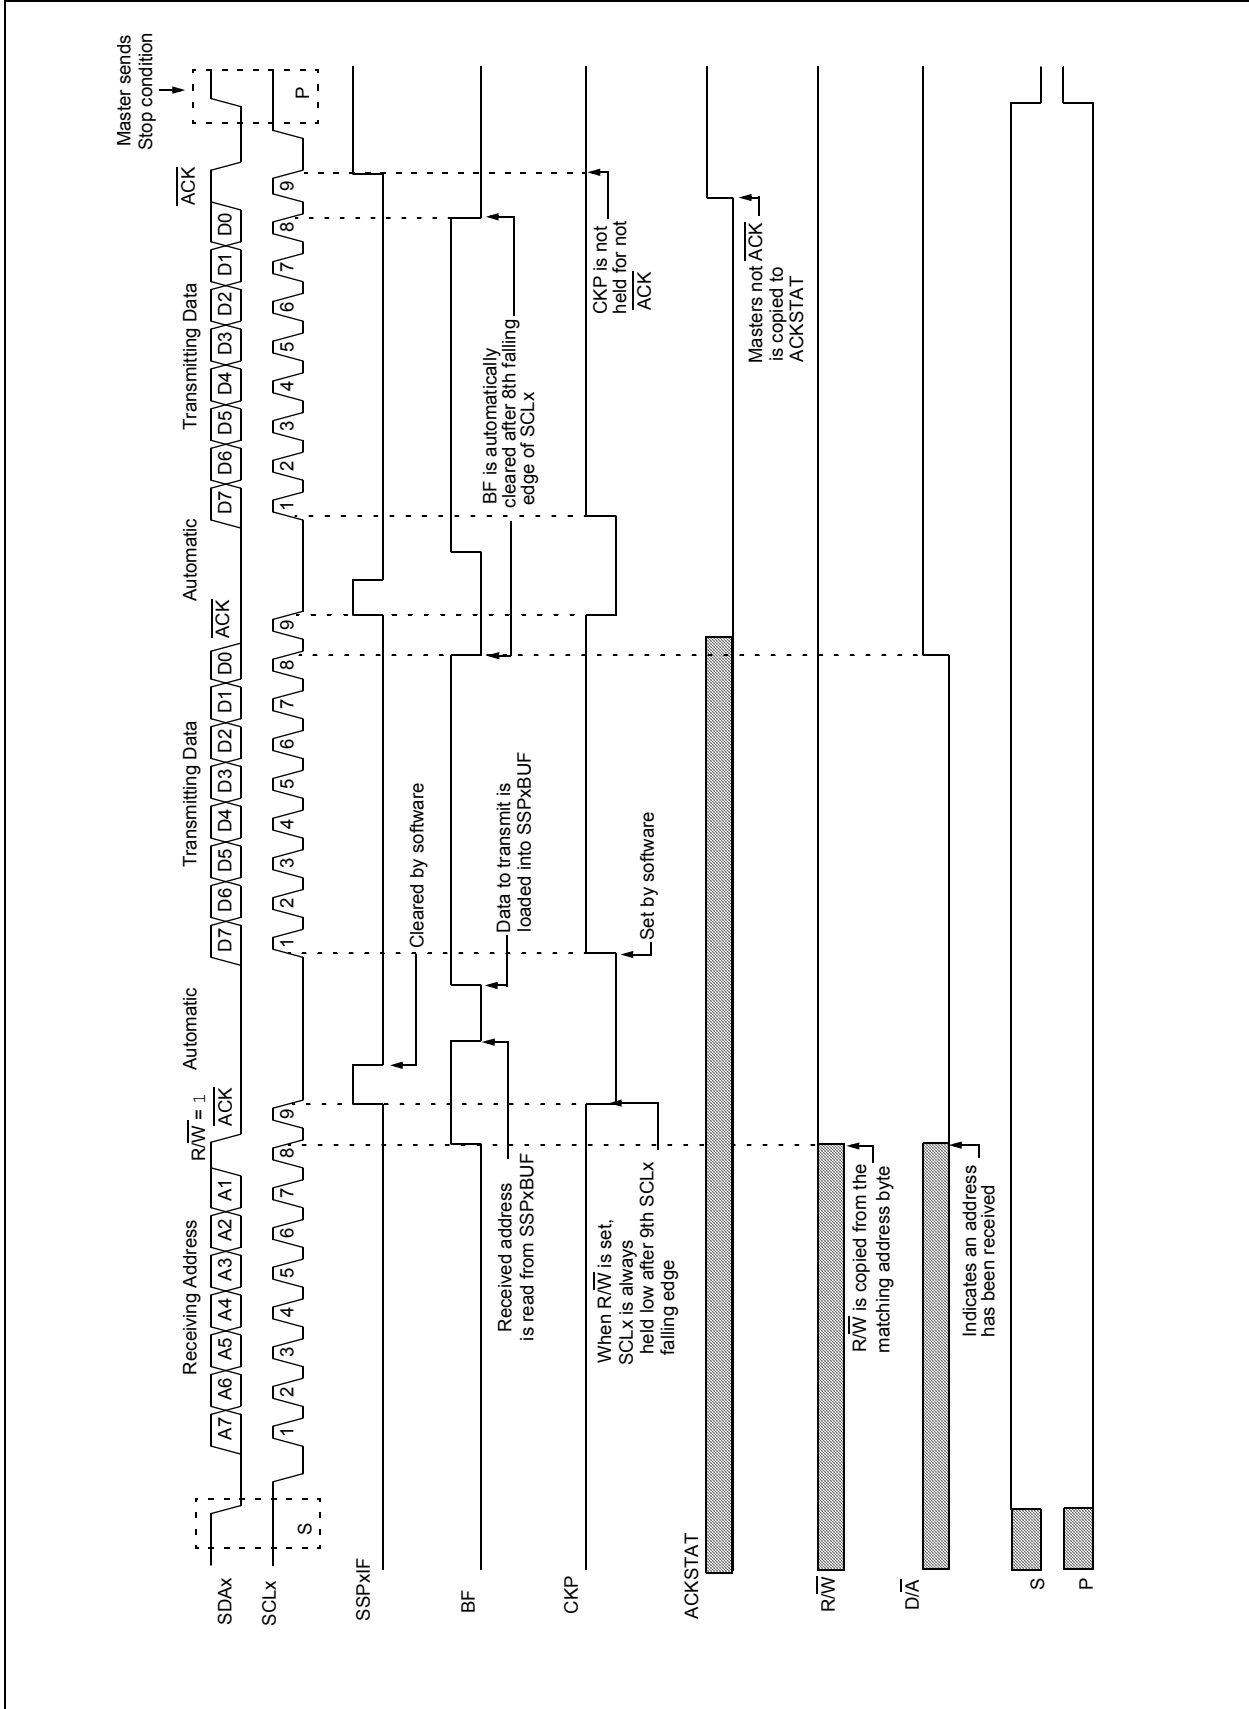 Master sends
Stop condition
Receiving Address
R/W̅ = 1
A̅C̅K̅
Automatic
Transmitting Data
A̅C̅K̅
Automatic
Transmitting Data
A̅C̅K̅
SDAx
A7 A6 A5 A4 A3 A2 A1
D7 D6 D5 D4 D3 D2 D1 D0
D7 D6 D5 D4 D3 D2 D1 D0
SCLx
S
1 2 3 4 5 6 7 8 9
1 2 3 4 5 6 7 8 9
1 2 3 4 5 6 7 8 9
P
SSPxIF
Cleared by software
BF
Received address
is read from SSPxBUF
Data to transmit is
loaded into SSPxBUF
BF is automatically
cleared after 8th falling
edge of SCLx
CKP
When R/W̅ is set,
SCLx is always
held low after 9th SCLx
falling edge
Set by software
CKP is not
held for not
A̅C̅K̅
ACKSTAT
Masters not A̅C̅K̅
is copied to
ACKSTAT
R/W̅
R/W̅ is copied from the
matching address byte
D/A̅
Indicates an address
has been received
S
P